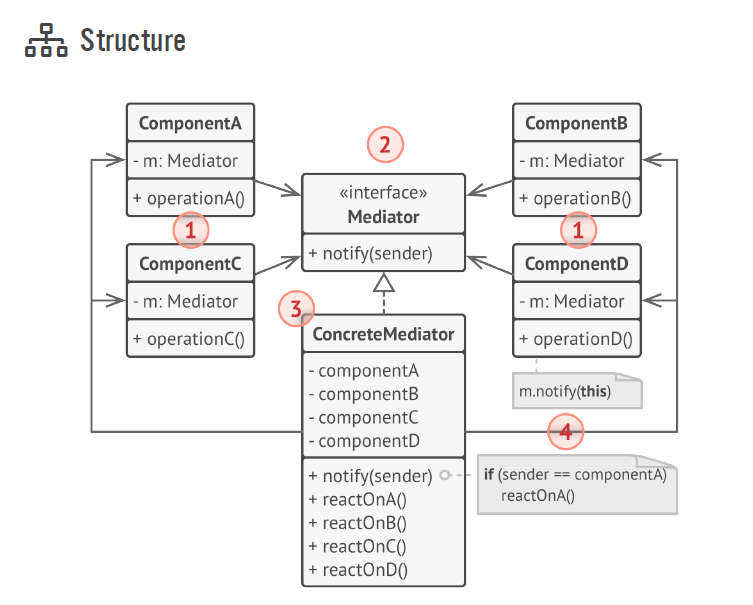 Structure
ComponentA
- m: Mediator
+ operationA()
1
ComponentC
- m: Mediator
+ operationC()
2
«interface»
Mediator
+ notify(sender)
3
ConcreteMediator
- componentA
- componentB
- componentC
- componentD
+ notify(sender)
+ reactOnA()
+ reactOnB()
+ reactOnC()
+ reactOnD()
ComponentB
- m: Mediator
+ operationB()
1
ComponentD
- m: Mediator
+ operationD()
m.notify(this)
4
if (sender == componentA)
reactOnA()